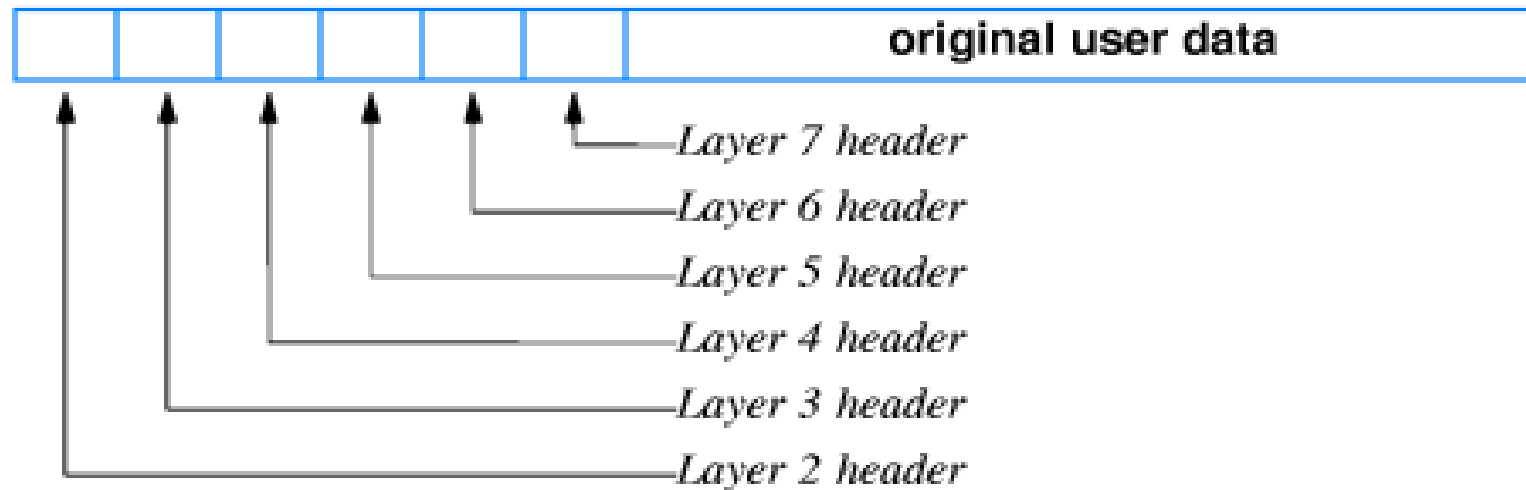 original user data
Layer 7 header
Layer 6 header
Layer 5 header
Layer 4 header
Layer 3 header
Layer 2 header